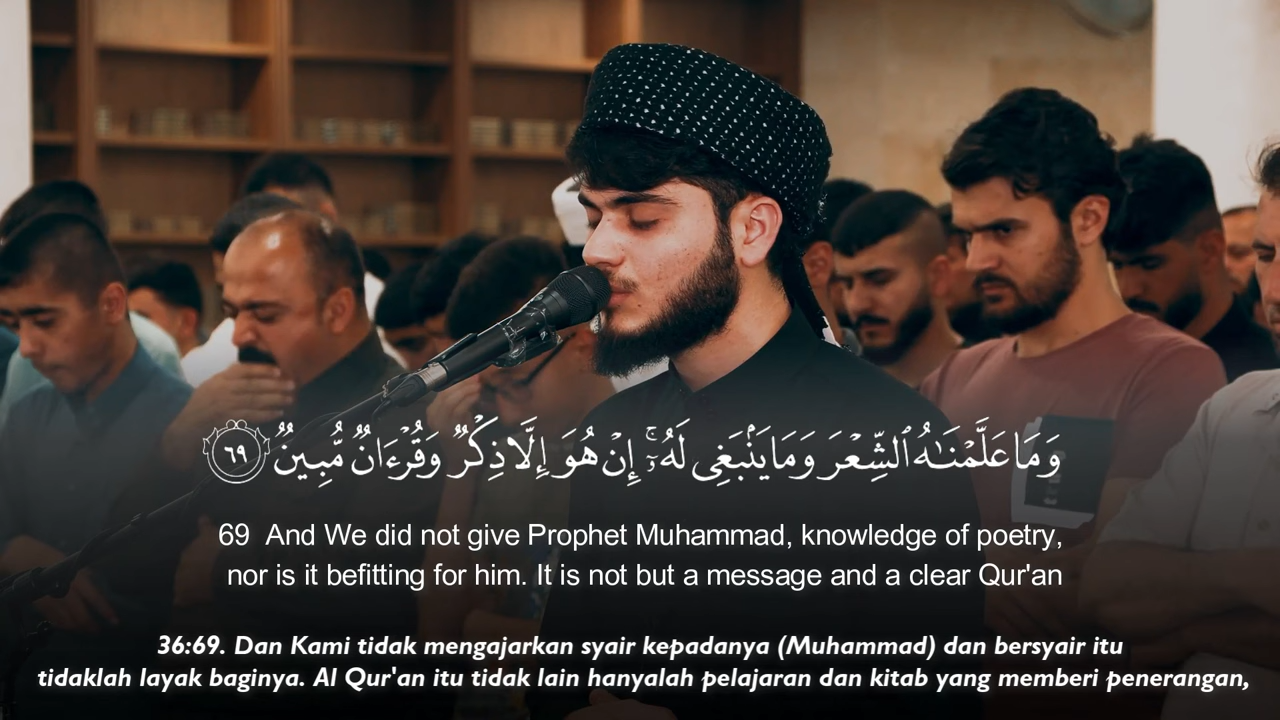 وَمَا عَلَّمْنَـٰهُ ٱلشِّعْرَ وَمَا يَنۢبَغِى لَهُۥٓ ۚ إِنْ هُوَ إِلَّا ذِكْرٌ وَقُرْءَانٌ مُّبِينٌ ٦٩
69 And We did not give Prophet Muhammad, knowledge of poetry,
nor is it befitting for him. It is not but a message and a clear Qur'an
36:69. Dan Kami tidak mengajarkan syair kepadanya (Muhammad) dan bersyair itu
tidaklah layak baginya. Al Qur'an itu tidak lain hanyalah pelajaran dan kitab yang memberi penerangan,